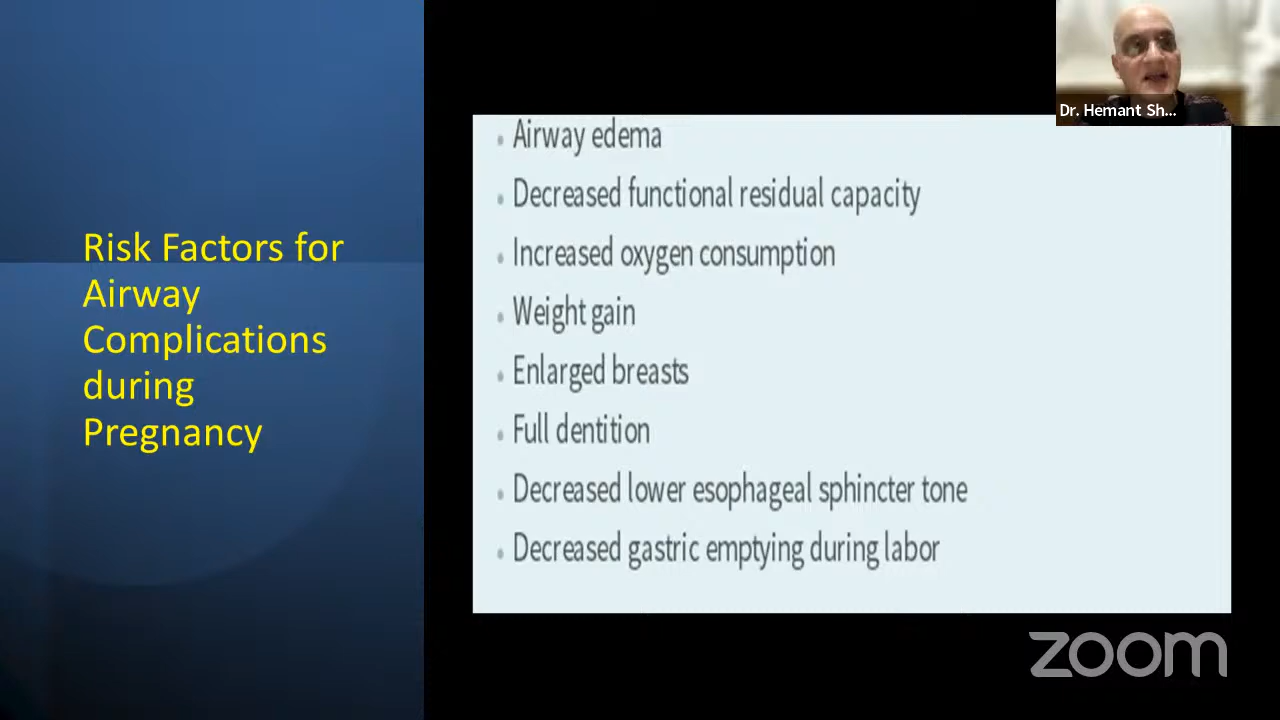 Risk Factors for
Airway
Complications
during
Pregnancy
• Airway edema
• Decreased functional residual capacity
• Increased oxygen consumption
• Weight gain
• Enlarged breasts
• Full dentition
• Decreased lower esophageal sphincter tone
• Decreased gastric emptying during labor
Dr. Hemant Sh...
zoom